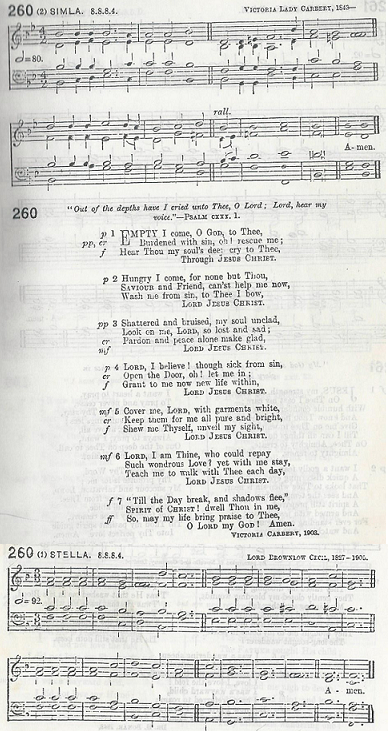 260 (2) SIMLA. 8.8.8.4. VICTORIA LADY CARBERY, 1843—
𝅗𝅥=80.
rall.
A - men.
260
"Out of the depths have I cried unto Thee, O Lord; Lord, hear my
voice."—PSALM CXXX. 1.
p 1 EMPTY I come, O GOD, to Thee,
pp, cr Burdened with sin, oh! rescue me;
f Hear Thou my soul's deep cry to Thee,
Through JESUS CHRIST.
p 2 Hungry I come, for none but Thou,
SAVIOUR and Friend, can'st help me now,
Wash me from sin, to Thee I bow,
LORD JESUS CHRIST.
pp 3 Shattered and bruised, my soul unclad,
Look on me, LORD, so lost and sad;
cr Pardon and peace alone make glad,
mf LORD JESUS CHRIST.
p 4 LORD, I believe! though sick from sin,
cr Open the Door, oh! let me in;
f Grant to me now new life within,
LORD JESUS CHRIST.
mf 5 Cover me, LORD, with garments white,
cr Keep them for me all pure and bright,
f Shew me Thyself, unveil my sight,
LORD JESUS CHRIST.
mf 6 LORD, I am Thine, who could repay
Such wondrous Love? yet with me stay,
Teach me to walk with Thee each day,
LORD JESUS CHRIST.
f 7 "Till the Day break, and shadows flee,"
SPIRIT OF CHRIST! dwell Thou in me,
ff So, may my life bring praise to Thee,
O LORD my GOD! Amen.
VICTORIA CARBERY, 1903.
260 (1) STELLA. 8.8.8.4. LORD BROWNLOW CECIL, 1827-1905.
𝅗𝅥=92.
A - men.